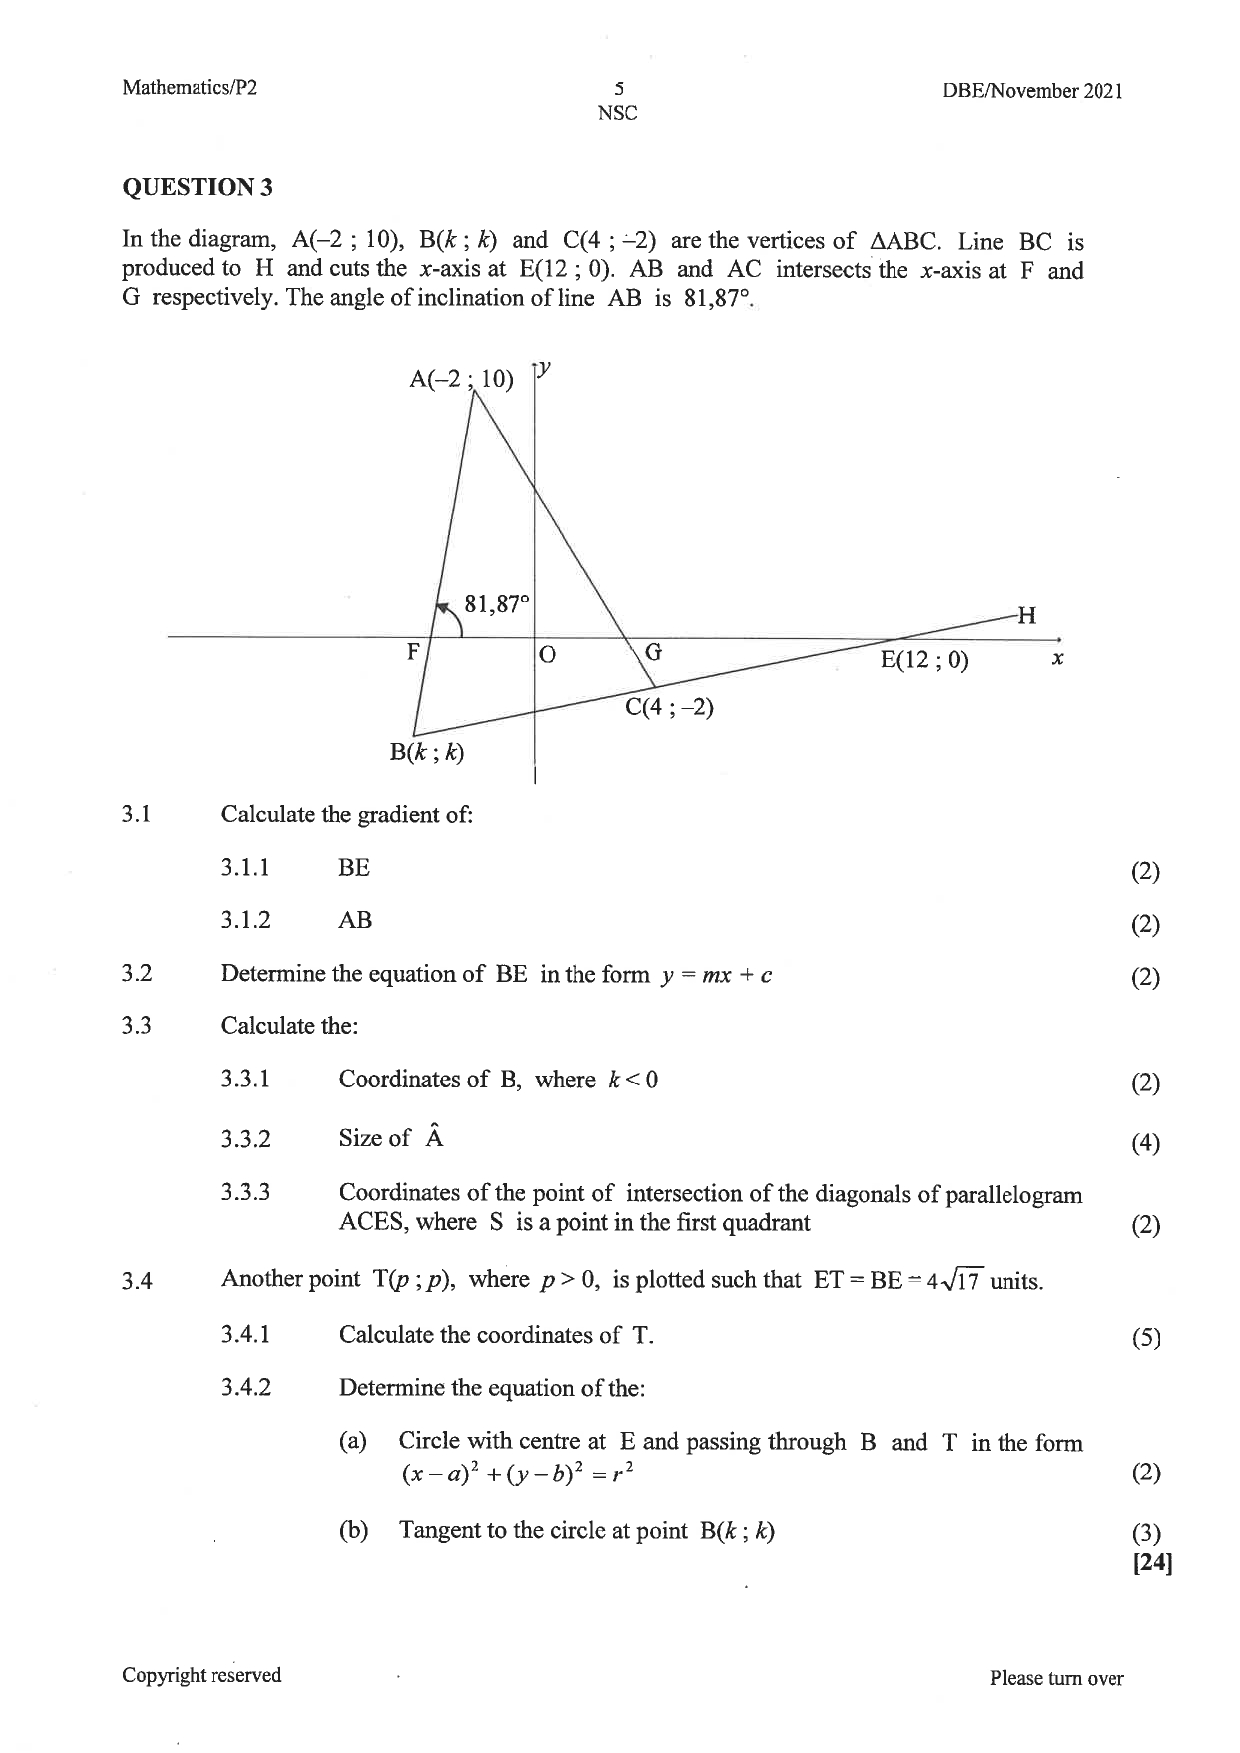 Mathematics/P2
5
DBE/November 2021
NSC
QUESTION 3
In the diagram, A(–2 ; 10), B(k ; k) and C(4 ; –2) are the vertices of ΔABC. Line BC is
produced to H and cuts the x-axis at E(12 ; 0). AB and AC intersects the x-axis at F and
G respectively. The angle of inclination of line AB is 81,87°.
A(–2 ; 10)
y
81,87°
H
F
O
G
E(12 ; 0)
x
C(4 ; –2)
B(k ; k)
3.1 Calculate the gradient of:
3.1.1 BE (2)
3.1.2 AB (2)
3.2 Determine the equation of BE in the form y = mx + c (2)
3.3 Calculate the:
3.3.1 Coordinates of B, where k < 0 (2)
3.3.2 Size of Â (4)
3.3.3 Coordinates of the point of intersection of the diagonals of parallelogram
ACES, where S is a point in the first quadrant (2)
3.4 Another point T(p ; p), where p > 0, is plotted such that ET = BE = 4√17 units.
3.4.1 Calculate the coordinates of T. (5)
3.4.2 Determine the equation of the:
(a) Circle with centre at E and passing through B and T in the form
(x – a)² + (y – b)² = r² (2)
(b) Tangent to the circle at point B(k ; k) (3)
[24]
Copyright reserved
Please turn over